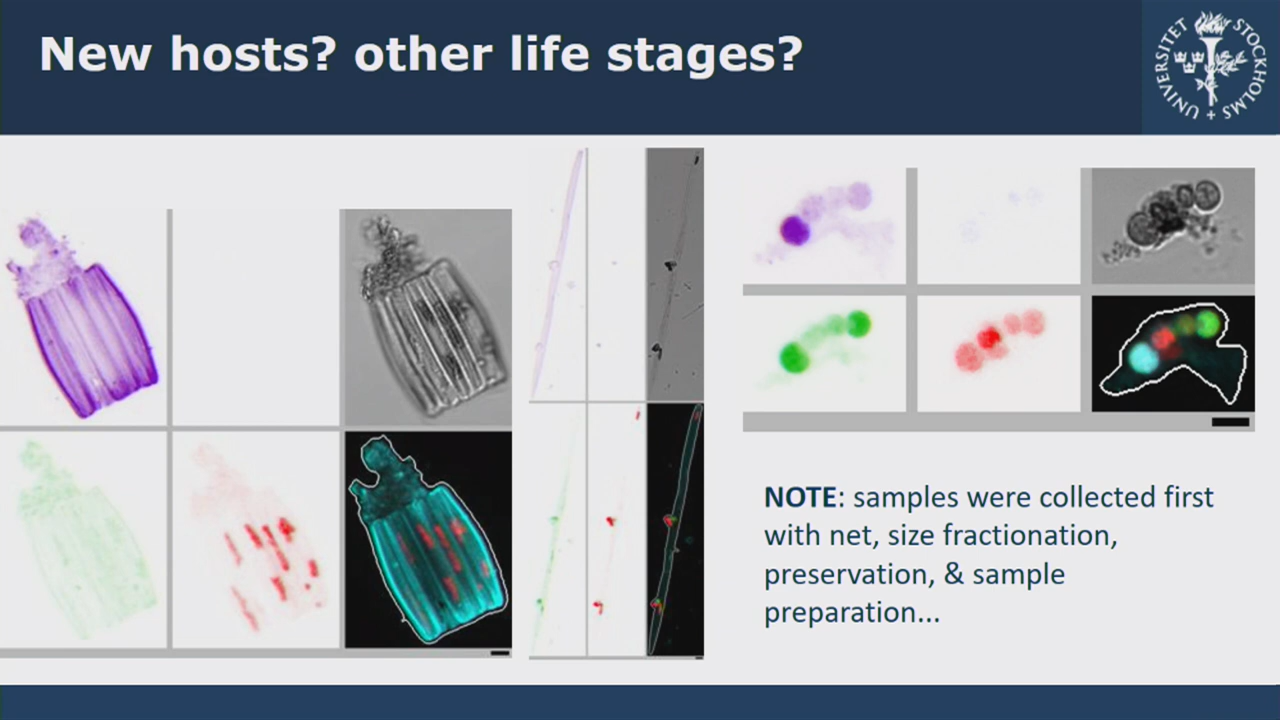 New hosts? other life stages?
UNIVERSITET STOCKHOLMS
NOTE: samples were collected first
with net, size fractionation,
preservation, & sample
preparation...